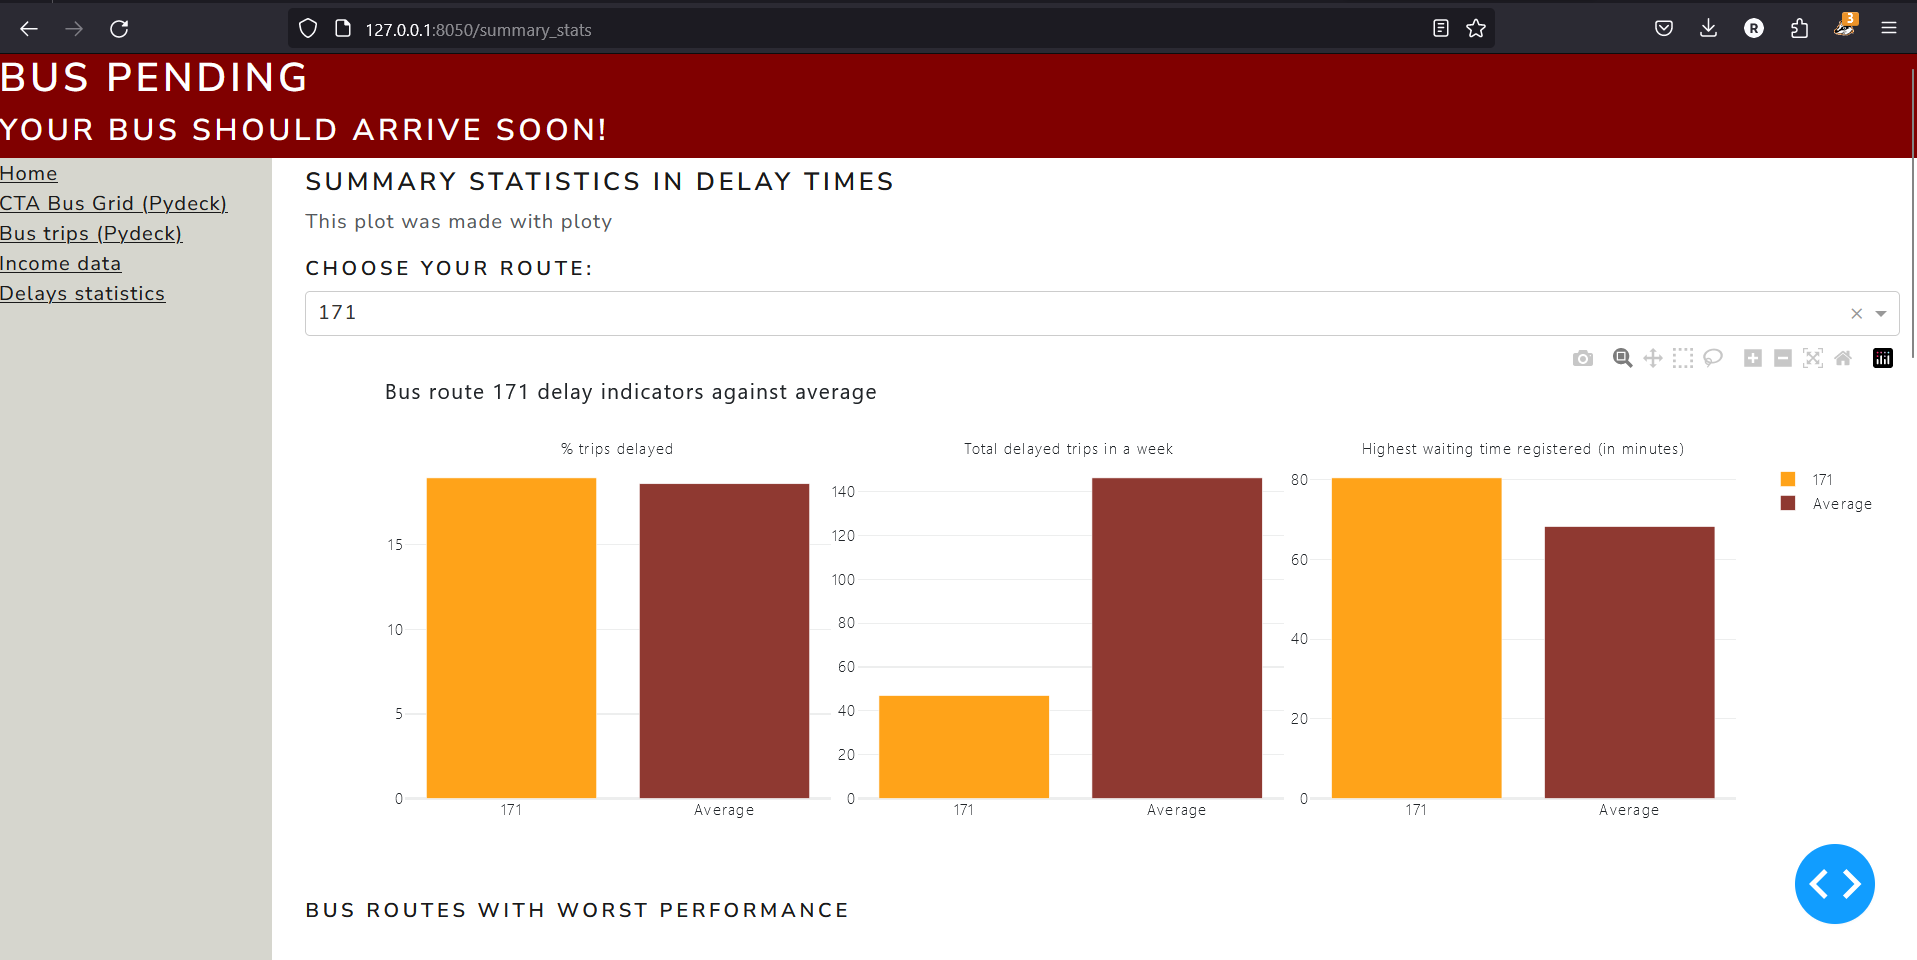 127.0.0.1:8050/summary_stats
R
3
BUS PENDING
YOUR BUS SHOULD ARRIVE SOON!
Home
CTA Bus Grid (Pydeck)
Bus trips (Pydeck)
Income data
Delays statistics
SUMMARY STATISTICS IN DELAY TIMES
This plot was made with ploty
CHOOSE YOUR ROUTE:
171
Bus route 171 delay indicators against average
% trips delayed
15
10
5
0
171 Average
Total delayed trips in a week
140
120
100
80
60
40
20
0
171 Average
Highest waiting time registered (in minutes)
80
60
40
20
0
171 Average
171
Average
BUS ROUTES WITH WORST PERFORMANCE